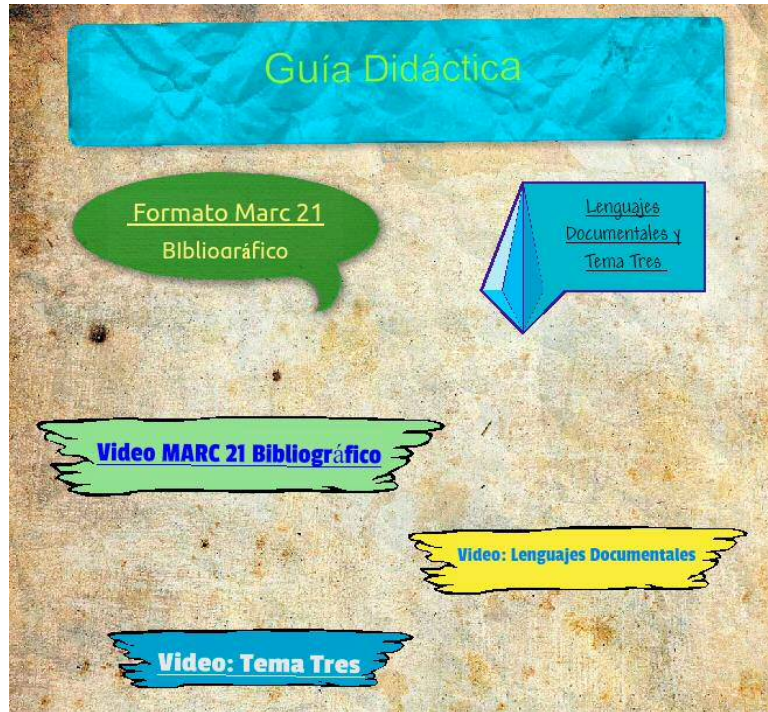 Guía Didáctica
Formato Marc 21
BIbliográfico
Lenguajes
Documentales y
Tema Tres
Video MARC 21 Bibliográfico
Video: Lenguajes Documentales
Video: Tema Tres